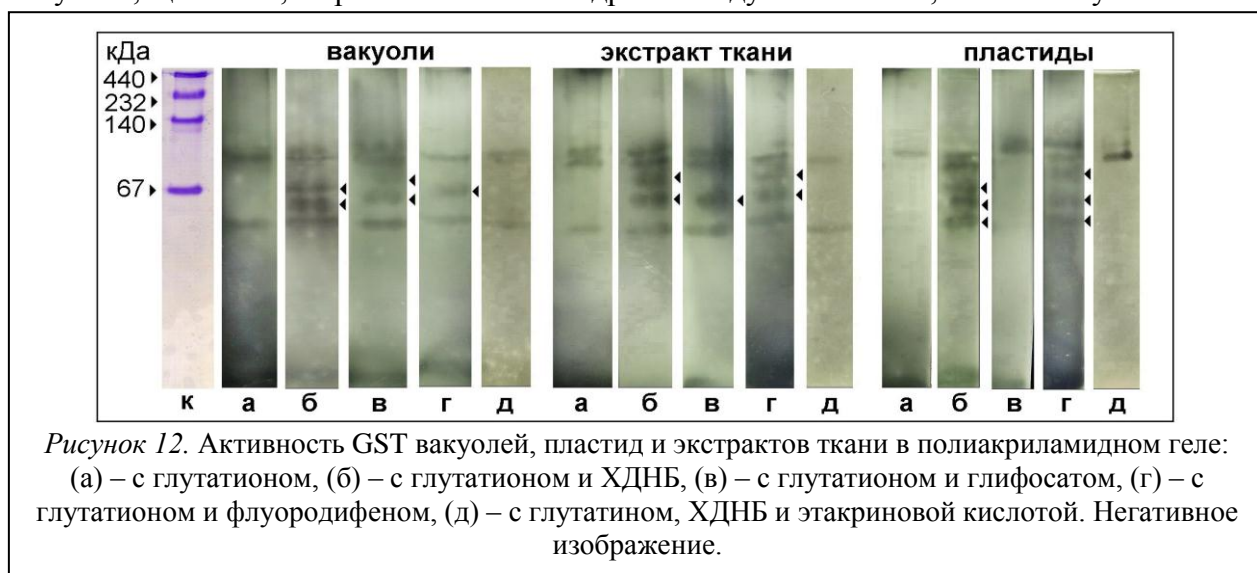 вакуоли экстракт ткани пластиды
кДа
440
232
140
67
к а б в г д а б в г д а б в г д
Рисунок 12. Активность GST вакуолей, пластид и экстрактов ткани в полиакриламидном геле:
(а) – с глутатионом, (б) – с глутатионом и ХДНБ, (в) – с глутатионом и глифосатом, (г) – с
глутатионом и флуородифеном, (д) – с глутатином, ХДНБ и этакриновой кислотой. Негативное
изображение.